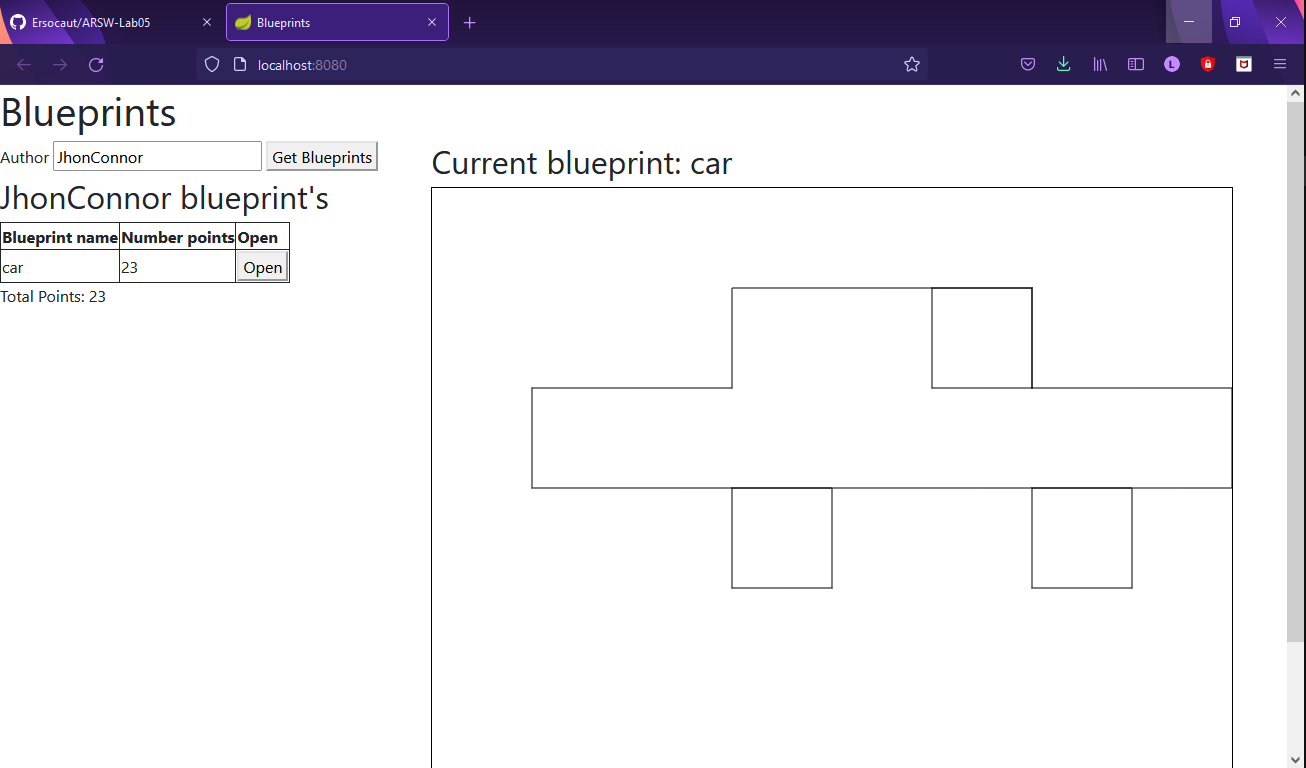 Ersocaut/ARSW-Lab05
Blueprints
localhost:8080
L
Blueprints
Author JhonConnor Get Blueprints
JhonConnor blueprint's
Blueprint name Number points Open
car 23 Open
Total Points: 23
Current blueprint: car